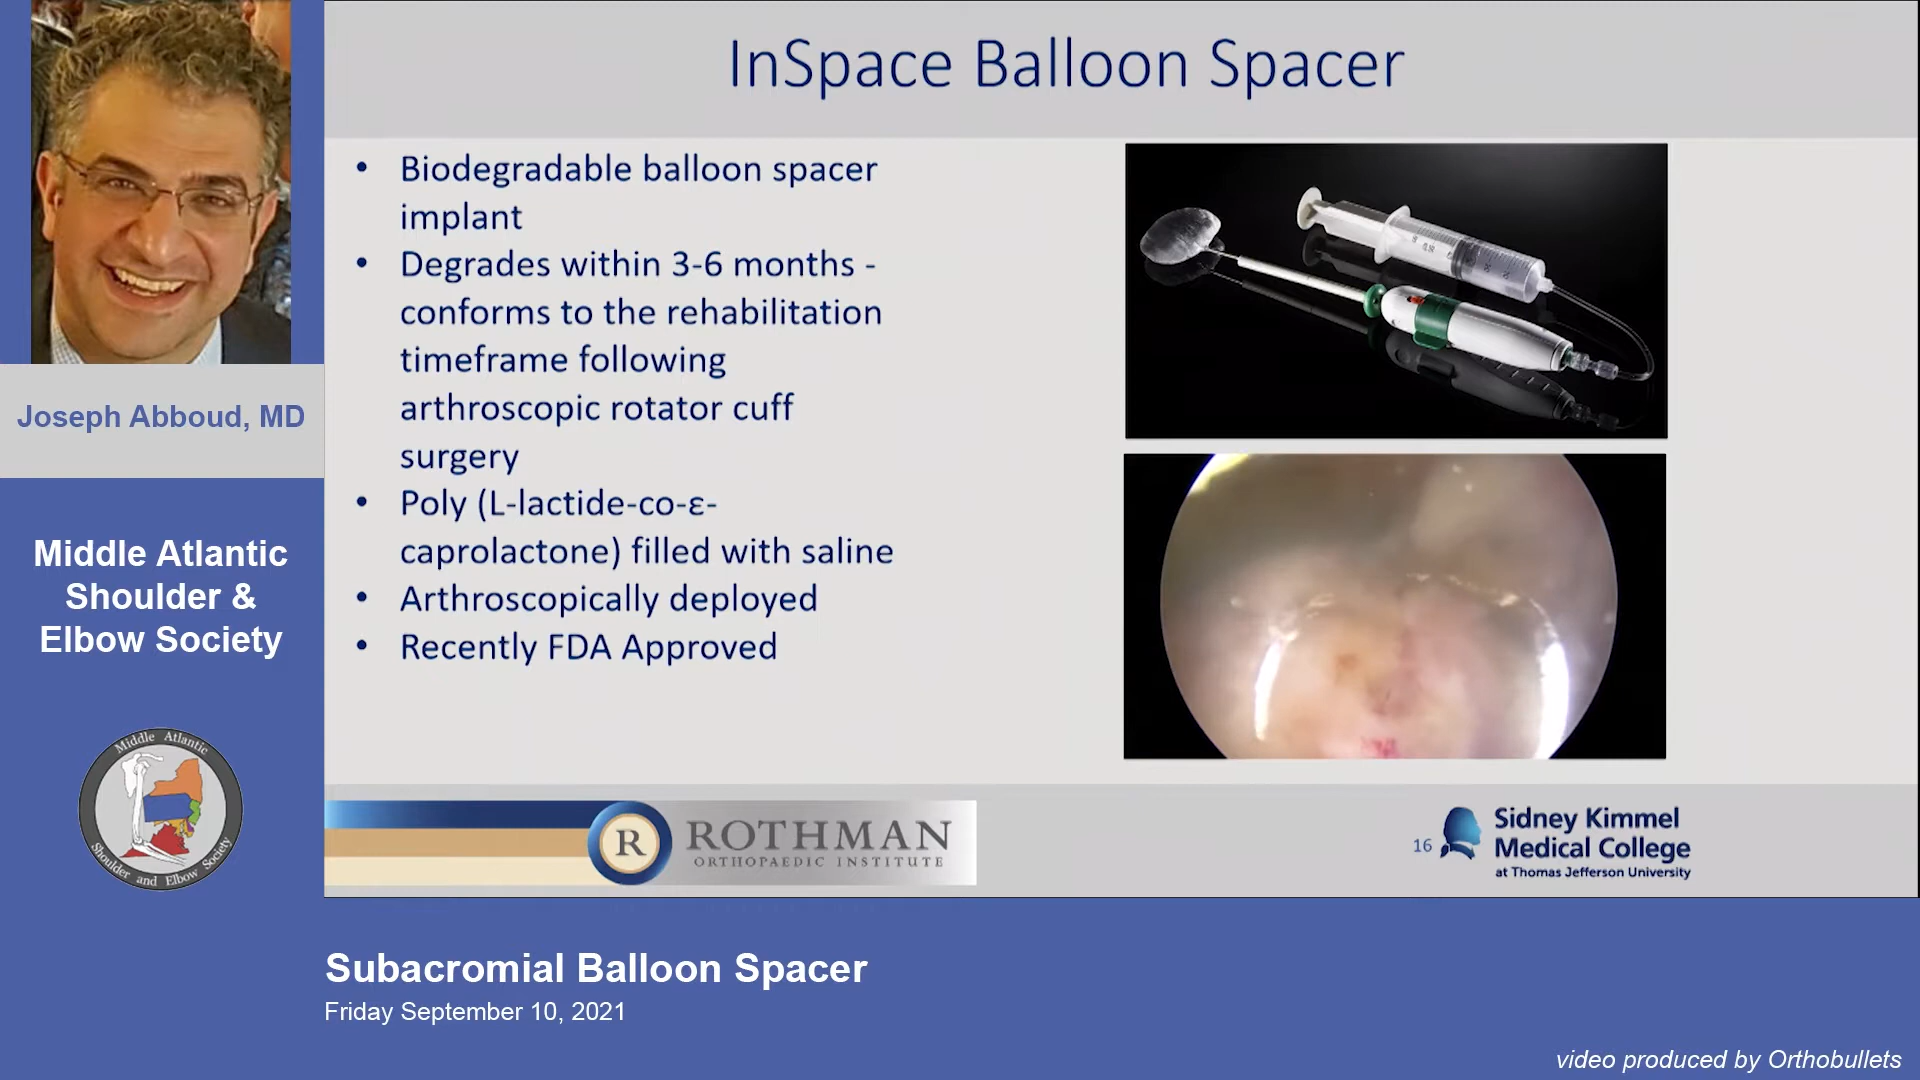 InSpace Balloon Spacer
• Biodegradable balloon spacer
implant
• Degrades within 3-6 months -
conforms to the rehabilitation
timeframe following
arthroscopic rotator cuff
surgery
• Poly (L-lactide-co-ε-
caprolactone) filled with saline
• Arthroscopically deployed
• Recently FDA Approved
Joseph Abboud, MD
Middle Atlantic
Shoulder &
Elbow Society
Middle Atlantic
Shoulder and Elbow Society
R ROTHMAN
ORTHOPAEDIC INSTITUTE
16
Sidney Kimmel
Medical College
at Thomas Jefferson University
Subacromial Balloon Spacer
Friday September 10, 2021
video produced by Orthobullets